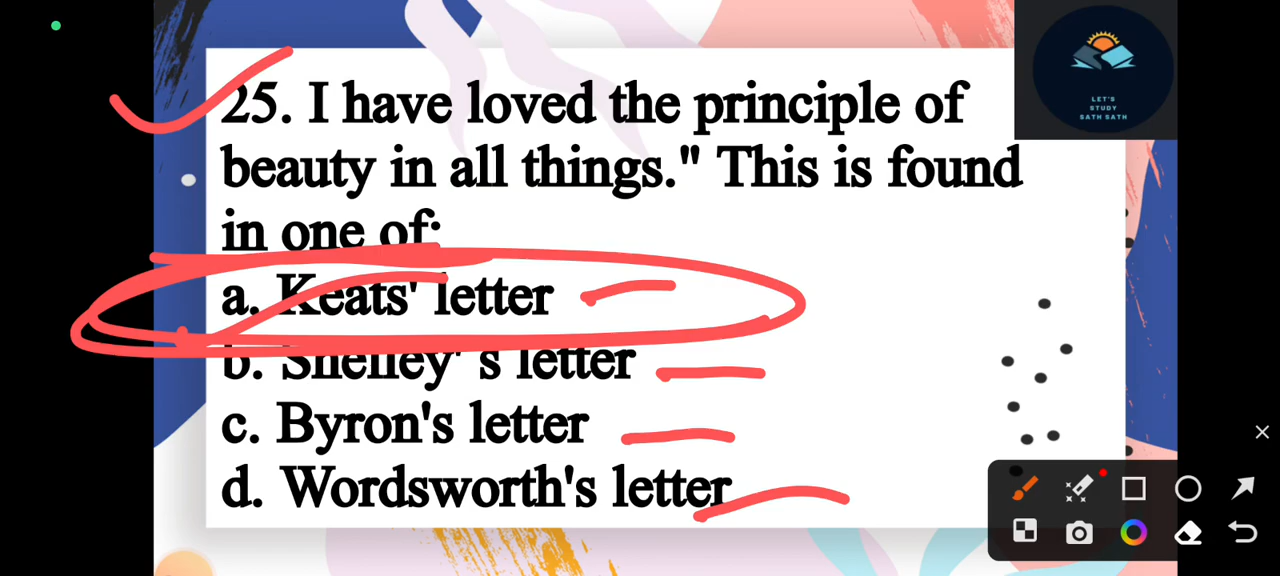 LET'S
STUDY
SATH SATH
25. I have loved the principle of
beauty in all things." This is found
in one of:
a. Keats' letter
b. Shelley' s letter
c. Byron's letter
d. Wordsworth's letter